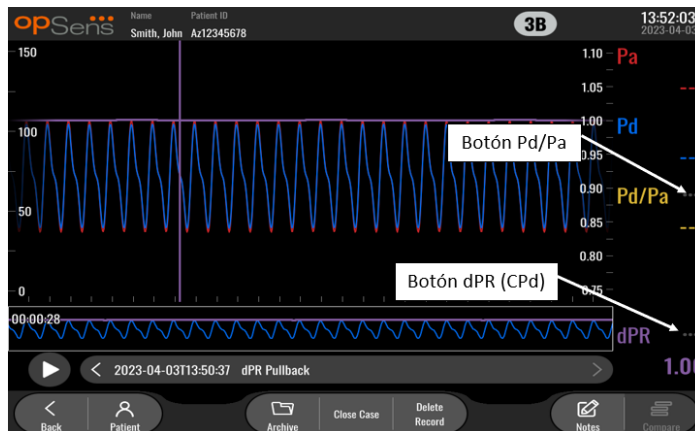 opSens
Name Patient ID
Smith, John Az12345678
3B
13:52:03
2023-04-03
150
100
50
0
1.10
1.05
1.00
0.95
0.90
0.85
0.80
0.75
Pa
--
Pd
--
Pd/Pa
--
dPR
1.00
Botón Pd/Pa
Botón dPR (CPd)
00:00:28
< 2023-04-03T13:50:37 dPR Pullback >
Back
Patient
Archive
Close Case
Delete
Record
Notes
Compare